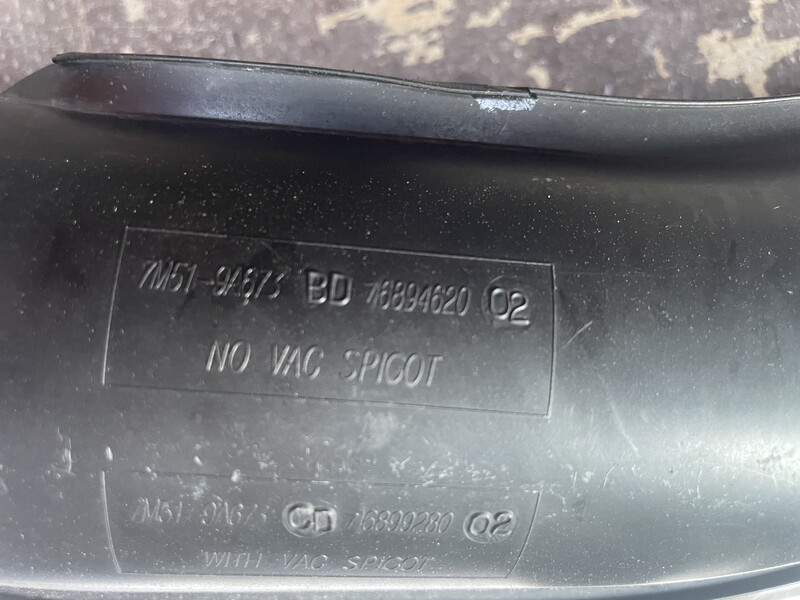 7M51-9A673 BD 76894620 02
NO VAC SPIGOT
7M51-9A673 CD 76899280 02
WITH VAC SPIGOT